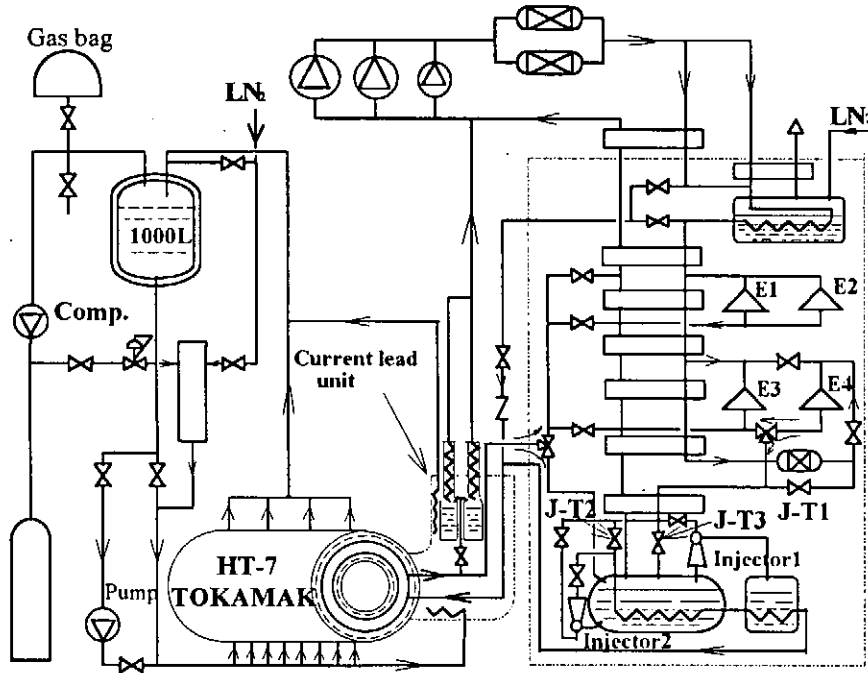 Gas bag
LN₂
LN₂
1000L
E1 E2
Comp.
Current lead
unit
E3 E4
J-T2 J-T3 J-T1
Injector1
HT-7
TOKAMAK
Pump
Injector2